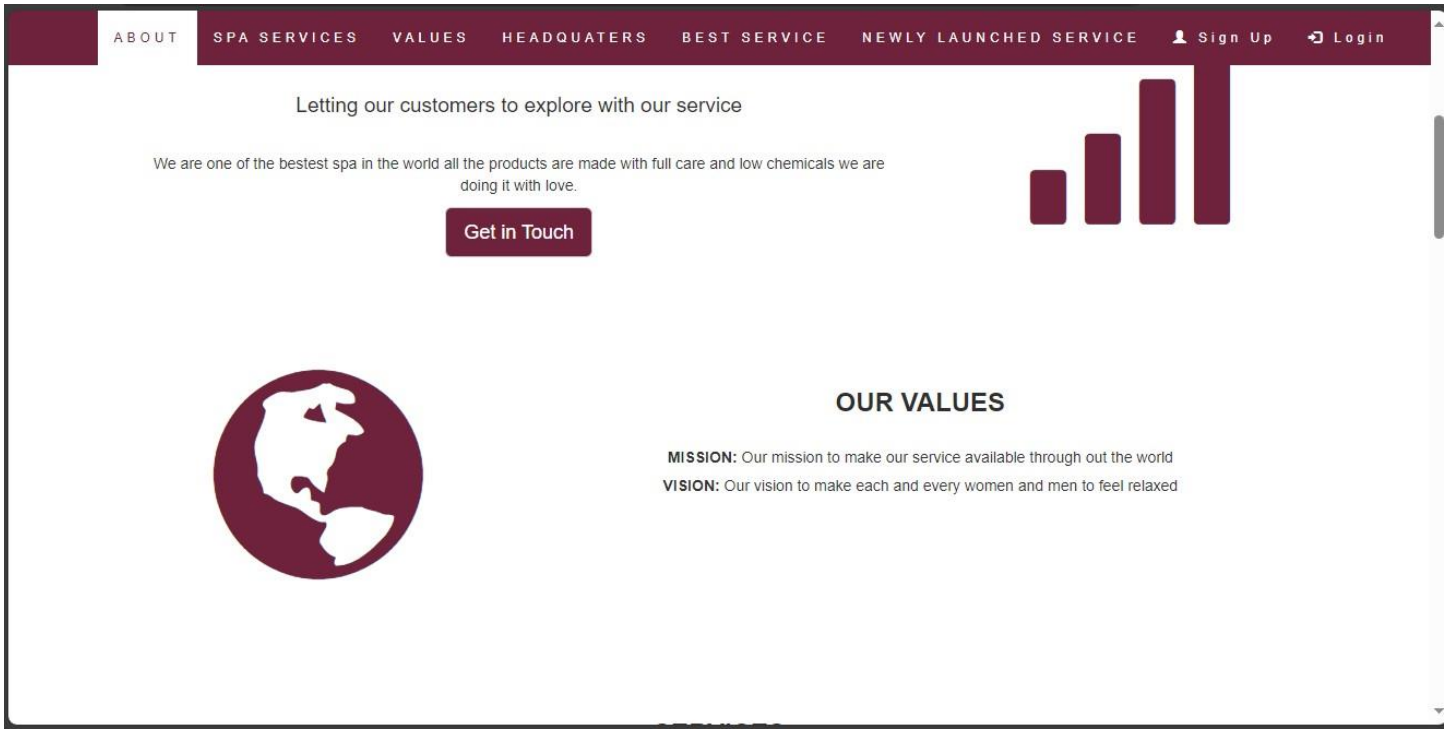 ABOUT SPA SERVICES VALUES HEADQUATERS BEST SERVICE NEWLY LAUNCHED SERVICE Sign Up Login
Letting our customers to explore with our service
We are one of the bestest spa in the world all the products are made with full care and low chemicals we are
doing it with love.
Get in Touch
OUR VALUES
MISSION: Our mission to make our service available through out the world
VISION: Our vision to make each and every women and men to feel relaxed